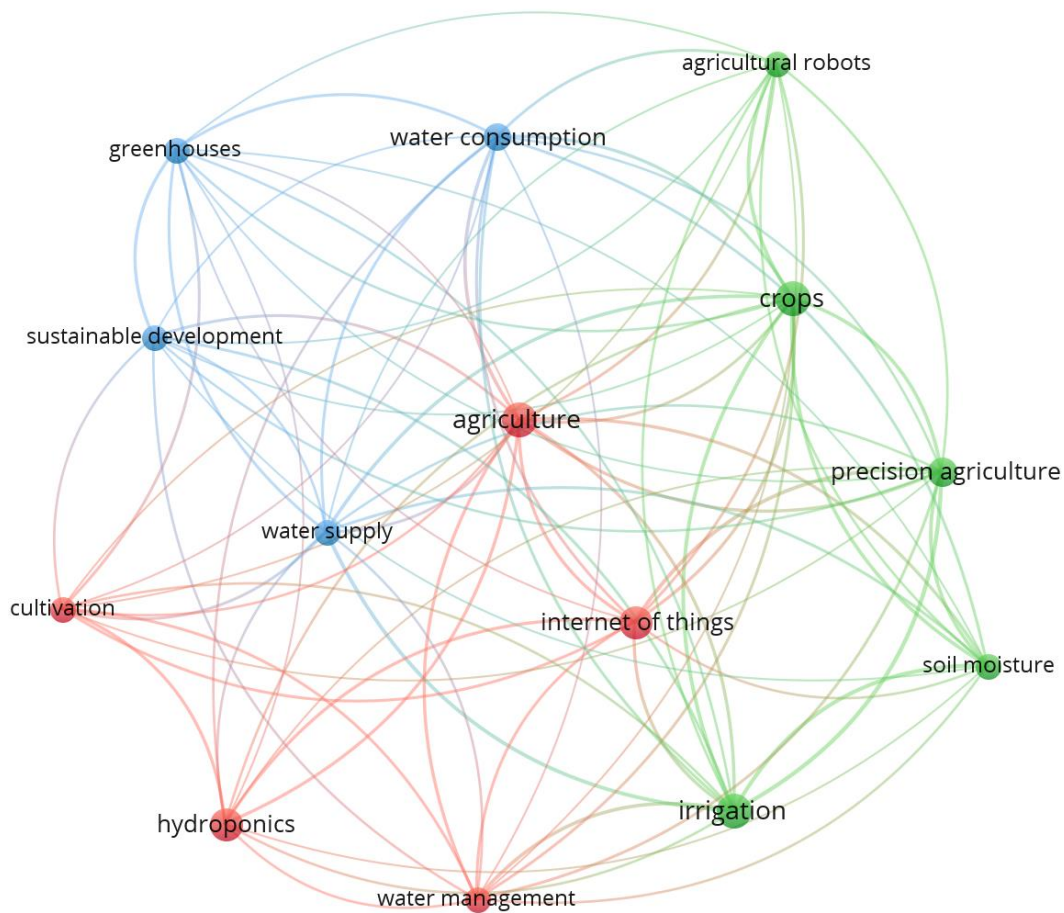 agricultural robots
water consumption
greenhouses
crops
sustainable development
agriculture
precision agriculture
water supply
cultivation
internet of things
soil moisture
irrigation
hydroponics
water management